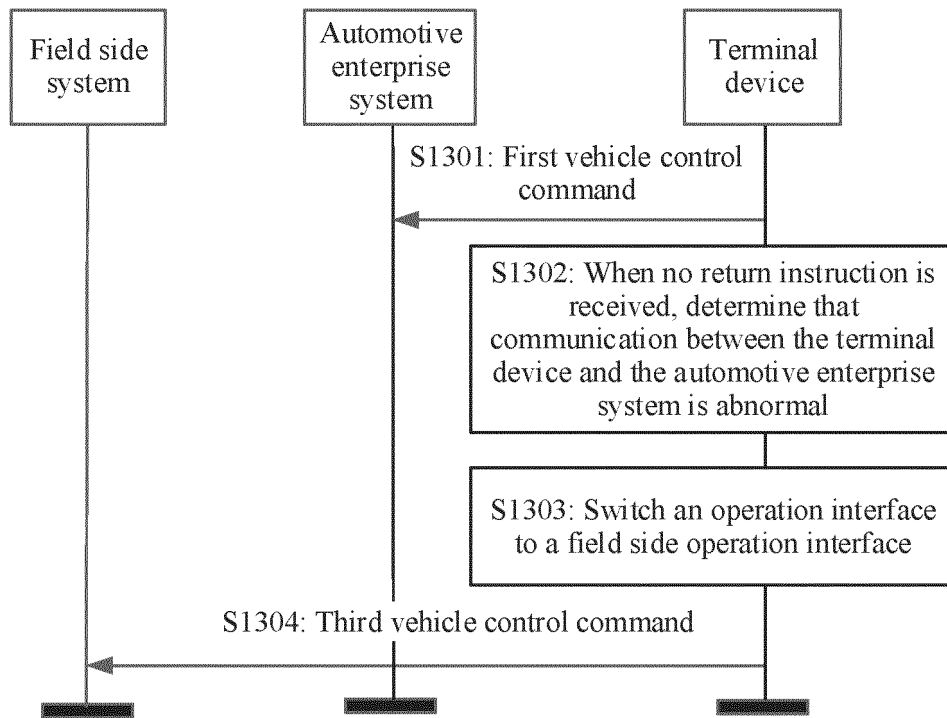 Field side
system
Automotive
enterprise
system
Terminal
device
S1301: First vehicle control
command
S1302: When no return instruction is
received, determine that
communication between the terminal
device and the automotive enterprise
system is abnormal
S1303: Switch an operation interface
to a field side operation interface
S1304: Third vehicle control command